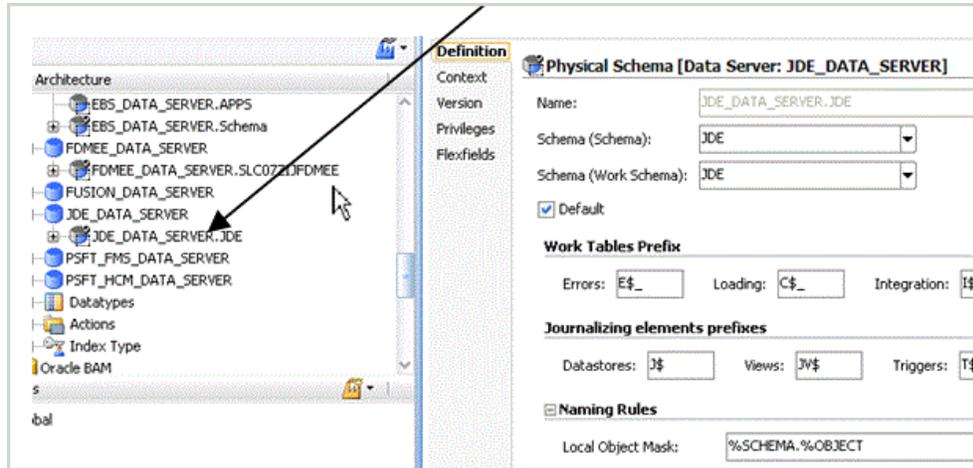 Architecture
EBS_DATA_SERVER.APPS
EBS_DATA_SERVER.Schema
FDMEE_DATA_SERVER
FDMEE_DATA_SERVER.SLC07ZIJFDMEE
FUSION_DATA_SERVER
JDE_DATA_SERVER
JDE_DATA_SERVER.JDE
PSFT_FMS_DATA_SERVER
PSFT_HCM_DATA_SERVER
Datatypes
Actions
Index Type
Oracle BAM
s
bal
Definition
Context
Version
Privileges
Flexfields
Physical Schema [Data Server: JDE_DATA_SERVER]
Name: JDE_DATA_SERVER.JDE
Schema (Schema): JDE
Schema (Work Schema): JDE
Default
Work Tables Prefix
Errors: E$_ Loading: C$_ Integration: I$
Journalizing elements prefixes
Datastores: J$ Views: JV$ Triggers: T$
Naming Rules
Local Object Mask: %SCHEMA.%OBJECT